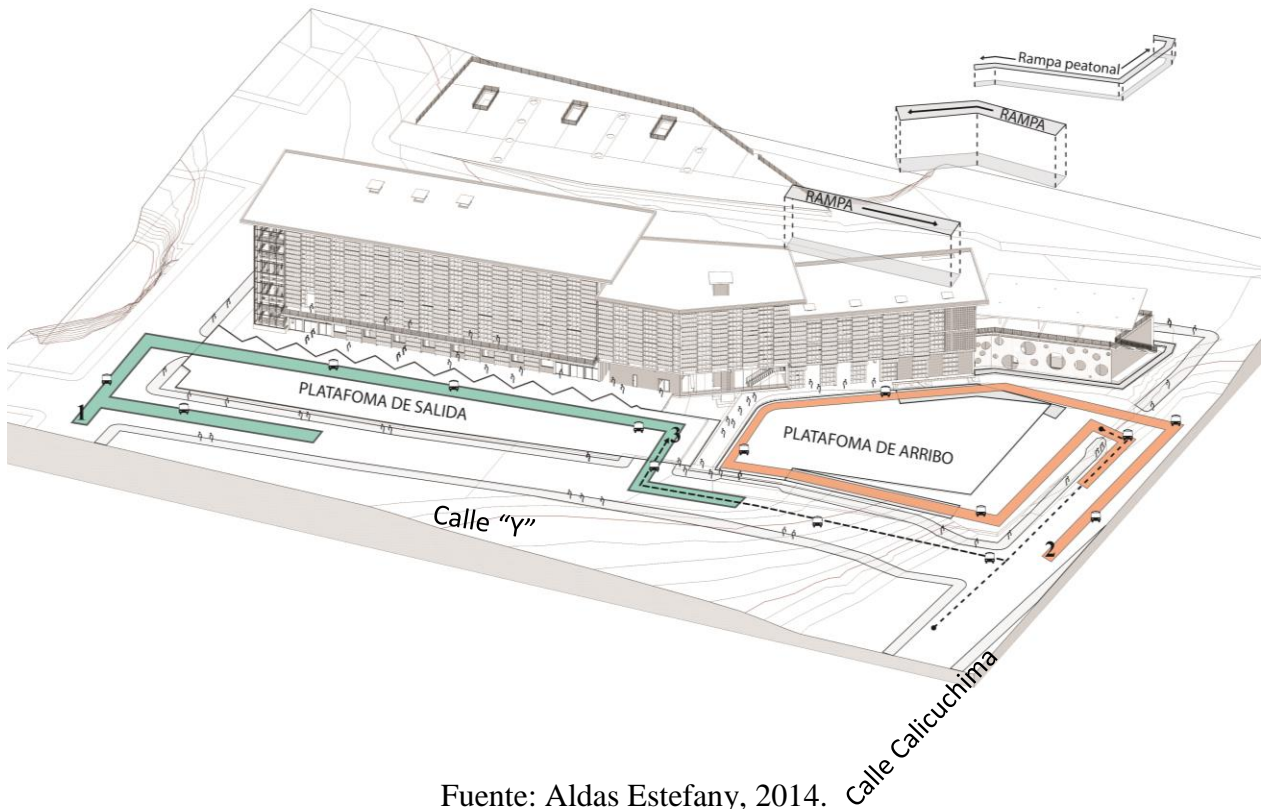 Rampa peatonal
RAMPA
RAMPA
1
PLATAFOMA DE SALIDA
3
PLATAFOMA DE ARRIBO
Calle “Y”
2
Calle Calicuchima
Fuente: Aldas Estefany, 2014.